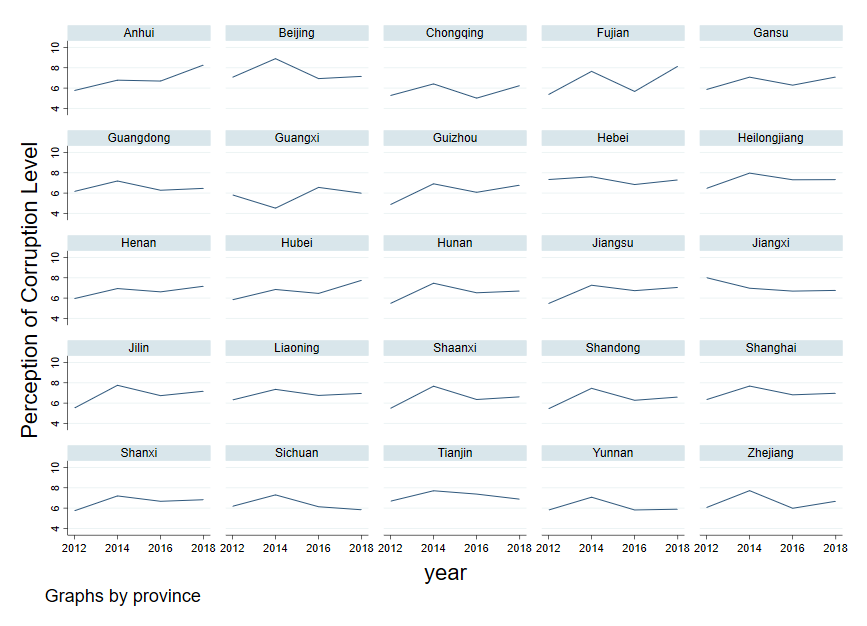 Anhui Beijing Chongqing Fujian Gansu
10
8
6
4
Guangdong Guangxi Guizhou Hebei Heilongjiang
10
8
6
4
Perception of Corruption Level
Henan Hubei Hunan Jiangsu Jiangxi
10
8
6
4
Jilin Liaoning Shaanxi Shandong Shanghai
10
8
6
4
Shanxi Sichuan Tianjin Yunnan Zhejiang
10
8
6
4
2012 2014 2016 2018 2012 2014 2016 2018 2012 2014 2016 2018 2012 2014 2016 2018 2012 2014 2016 2018
year
Graphs by province